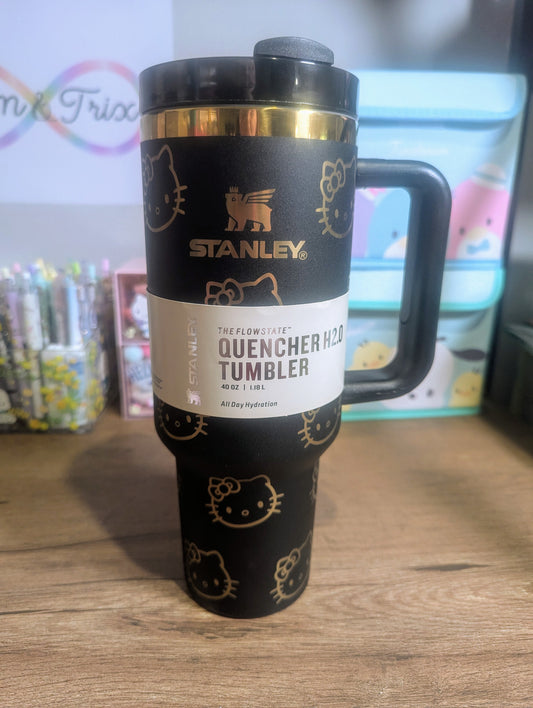 n & Trix
STANLEY®
STANLEY
THE FLOWSTATE™
QUENCHER H2.0
TUMBLER
40 OZ | 1.18 L
All Day Hydration